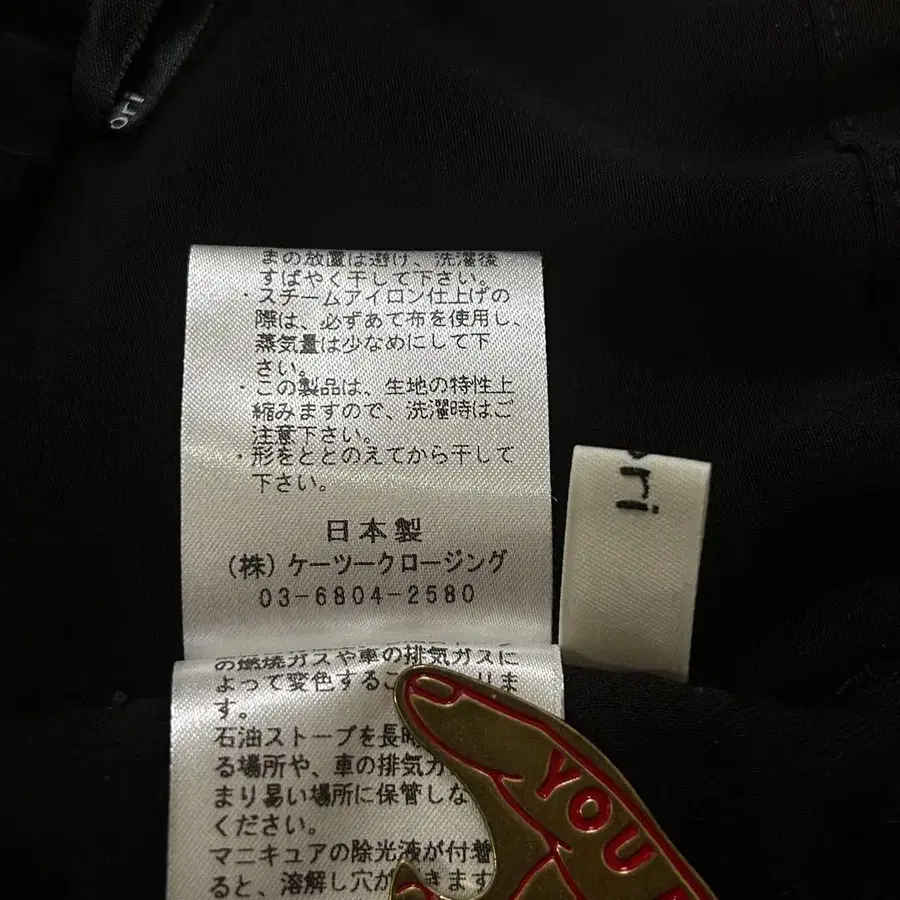 ori
まの放置は避け、洗濯後
すばやく干して下さい。
・スチームアイロン仕上げの
際は、必ずあて布を使用し、
蒸気量は少なめにして下
さい。
・この製品は、生地の特性上
縮みますので、洗濯時はご
注意下さい。
・形をととのえてから干して
下さい。
日本製
(株)ケーツークロージング
03-6804-2580
ori
の燃焼ガスや車の排気ガスに
よって変色するこ りま
す。
石油ストーブを長時
る場所や、車の排気ガ
まり易い場所に保管しな
ください。
マニキュアの除光液が付着
ると、溶解し穴が きます
YOU